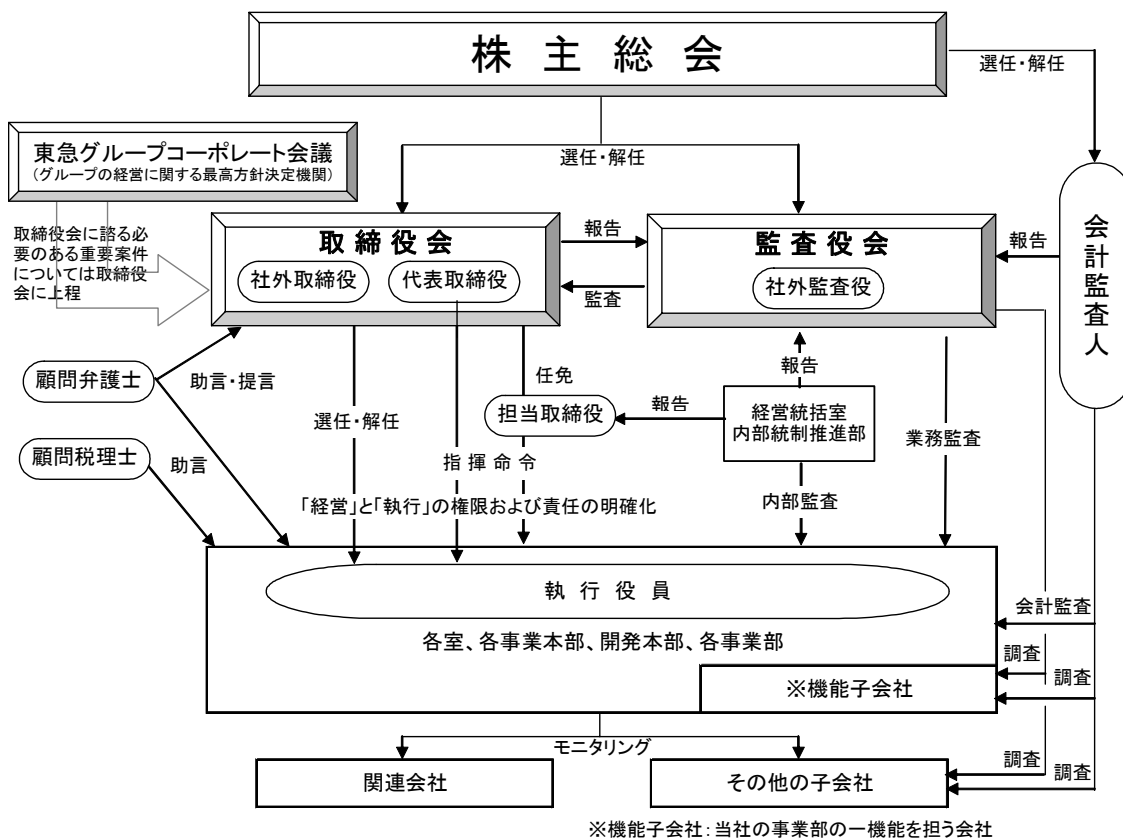 株主総会
選任・解任
東急グループコーポレート会議
(グループの経営に関する最高方針決定機関)
選任・解任
取締役会に諮る必
要のある重要案件
については取締役
会に上程
取締役会
社外取締役
代表取締役
報告
監査
監査役会
社外監査役
報告
会計監査人
顧問弁護士
助言・提言
顧問税理士
助言
選任・解任
任免
担当取締役
報告
報告
経営統括室
内部統制推進部
業務監査
指揮命令
内部監査
「経営」と「執行」の権限および責任の明確化
執行役員
各室、各事業本部、開発本部、各事業部
会計監査
調査
調査
※機能子会社
モニタリング
関連会社
その他の子会社
調査
調査
※機能子会社:当社の事業部の一機能を担う会社